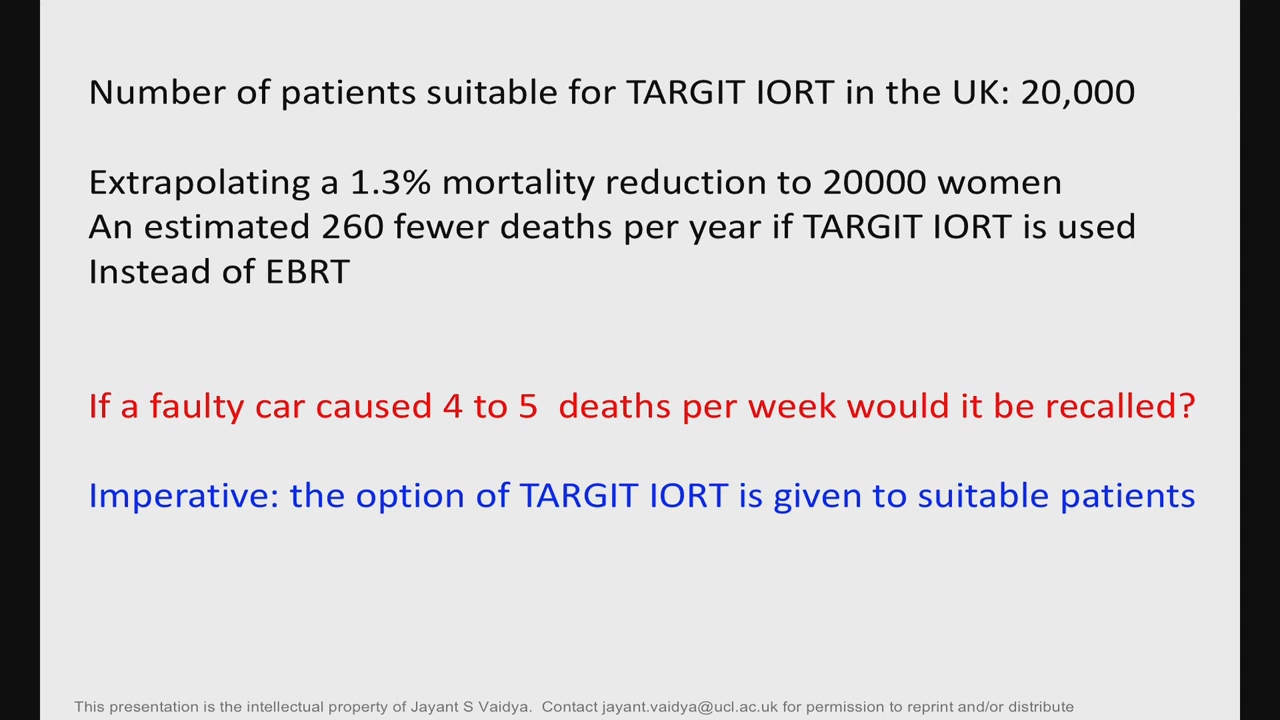 Number of patients suitable for TARGIT IORT in the UK: 20,000
Extrapolating a 1.3% mortality reduction to 20000 women
An estimated 260 fewer deaths per year if TARGIT IORT is used
Instead of EBRT
If a faulty car caused 4 to 5  deaths per week would it be recalled?
Imperative: the option of TARGIT IORT is given to suitable patients
This presentation is the intellectual property of Jayant S Vaidya.  Contact jayant.vaidya@ucl.ac.uk for permission to reprint and/or distribute